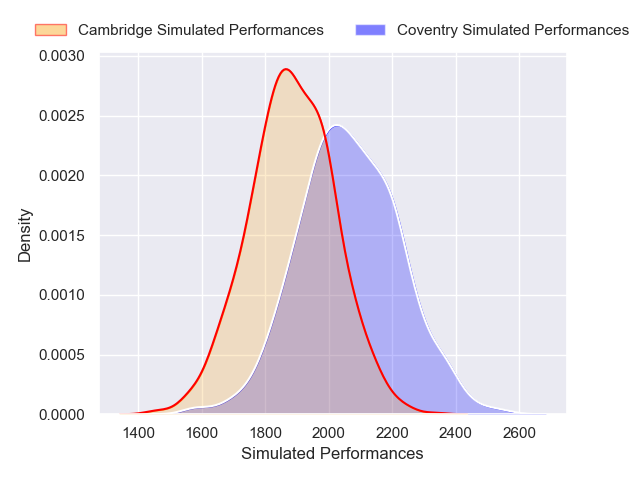 Cambridge Simulated Performances Coventry Simulated Performances
0.0030
0.0025
0.0020
0.0015
0.0010
0.0005
0.0000
Density
1400 1600 1800 2000 2200 2400 2600
Simulated Performances